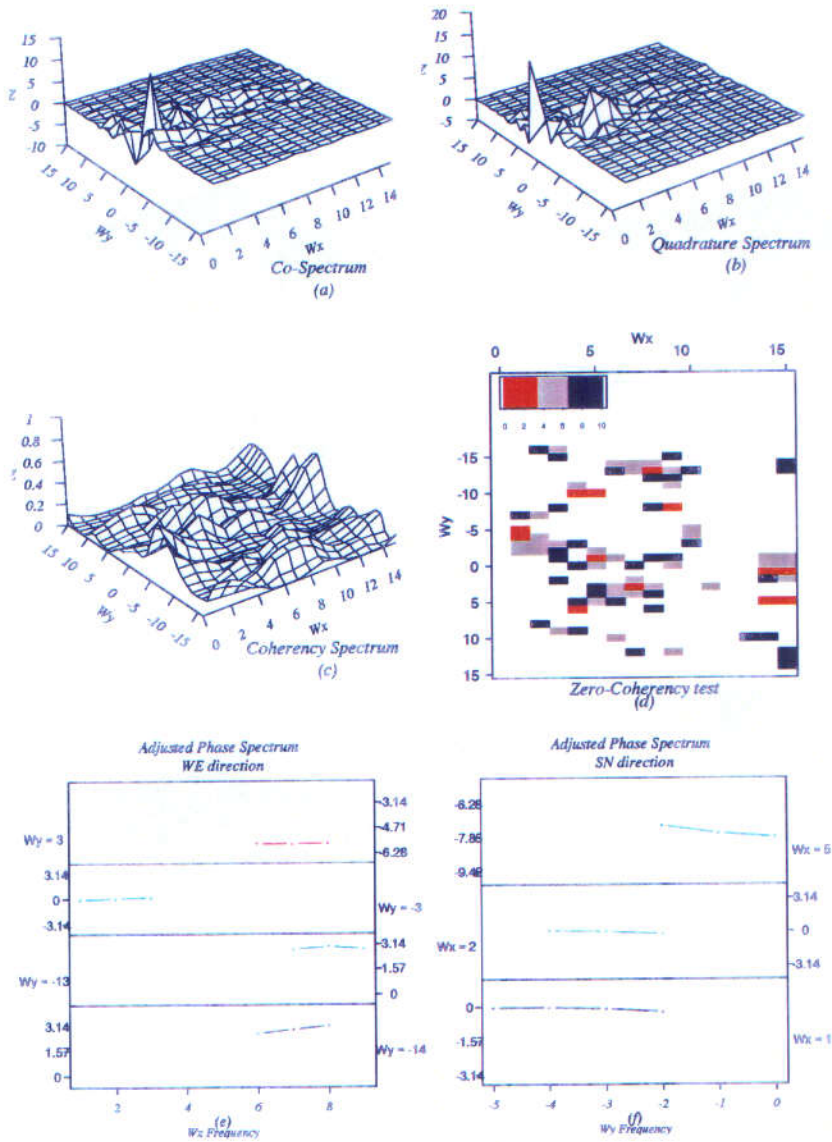 15
10
5
0
-5
-10
15
10
5
0
-5
-10
-15
Wy
0
2
4
6
8
10
12
14
Wx
Co-Spectrum
(a)
20
15
10
5
0
-5
15
10
5
0
-5
-10
-15
Wy
0
2
4
6
8
10
12
14
Wx
Quadrature Spectrum
(b)
1
0.8
0.6
0.4
0.2
0
15
10
5
0
-5
-10
-15
Wy
0
2
4
6
8
10
12
14
Wx
Coherency Spectrum
(c)
Wx
0 5 10 15
0 2 4 6 8 10
-15
-10
-5
0
5
10
15
Wy
Zero-Coherency test
(d)
Adjusted Phase Spectrum
WE direction
Wy = 3
-3.14
-4.71
-6.28
3.14
0
-3.14
Wy = -3
Wy = -13
3.14
1.57
0
3.14
1.57
0
Wy = -14
2 4 6 8
(e)
Wx Frequency
Adjusted Phase Spectrum
SN direction
-6.28
-7.85
-9.42
Wx = 5
Wx = 2
3.14
0
-3.14
0
-1.57
-3.14
Wx = 1
-5 -4 -3 -2 -1 0
(f)
Wy Frequency